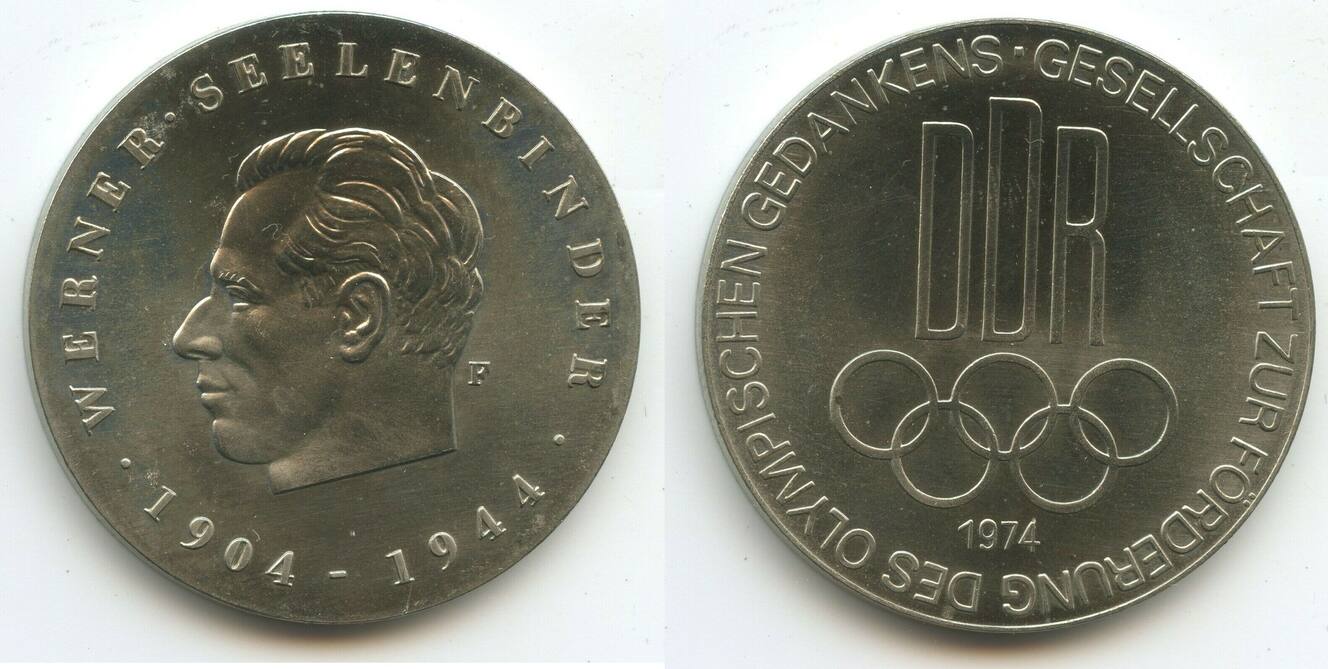 WERNER · SEELENBINDER
· 1904 - 1944 ·
F
GESELLSCHAFT ZUR FÖRDERUNG DES OLYMPISCHEN GEDANKENS ·
DDR
1974